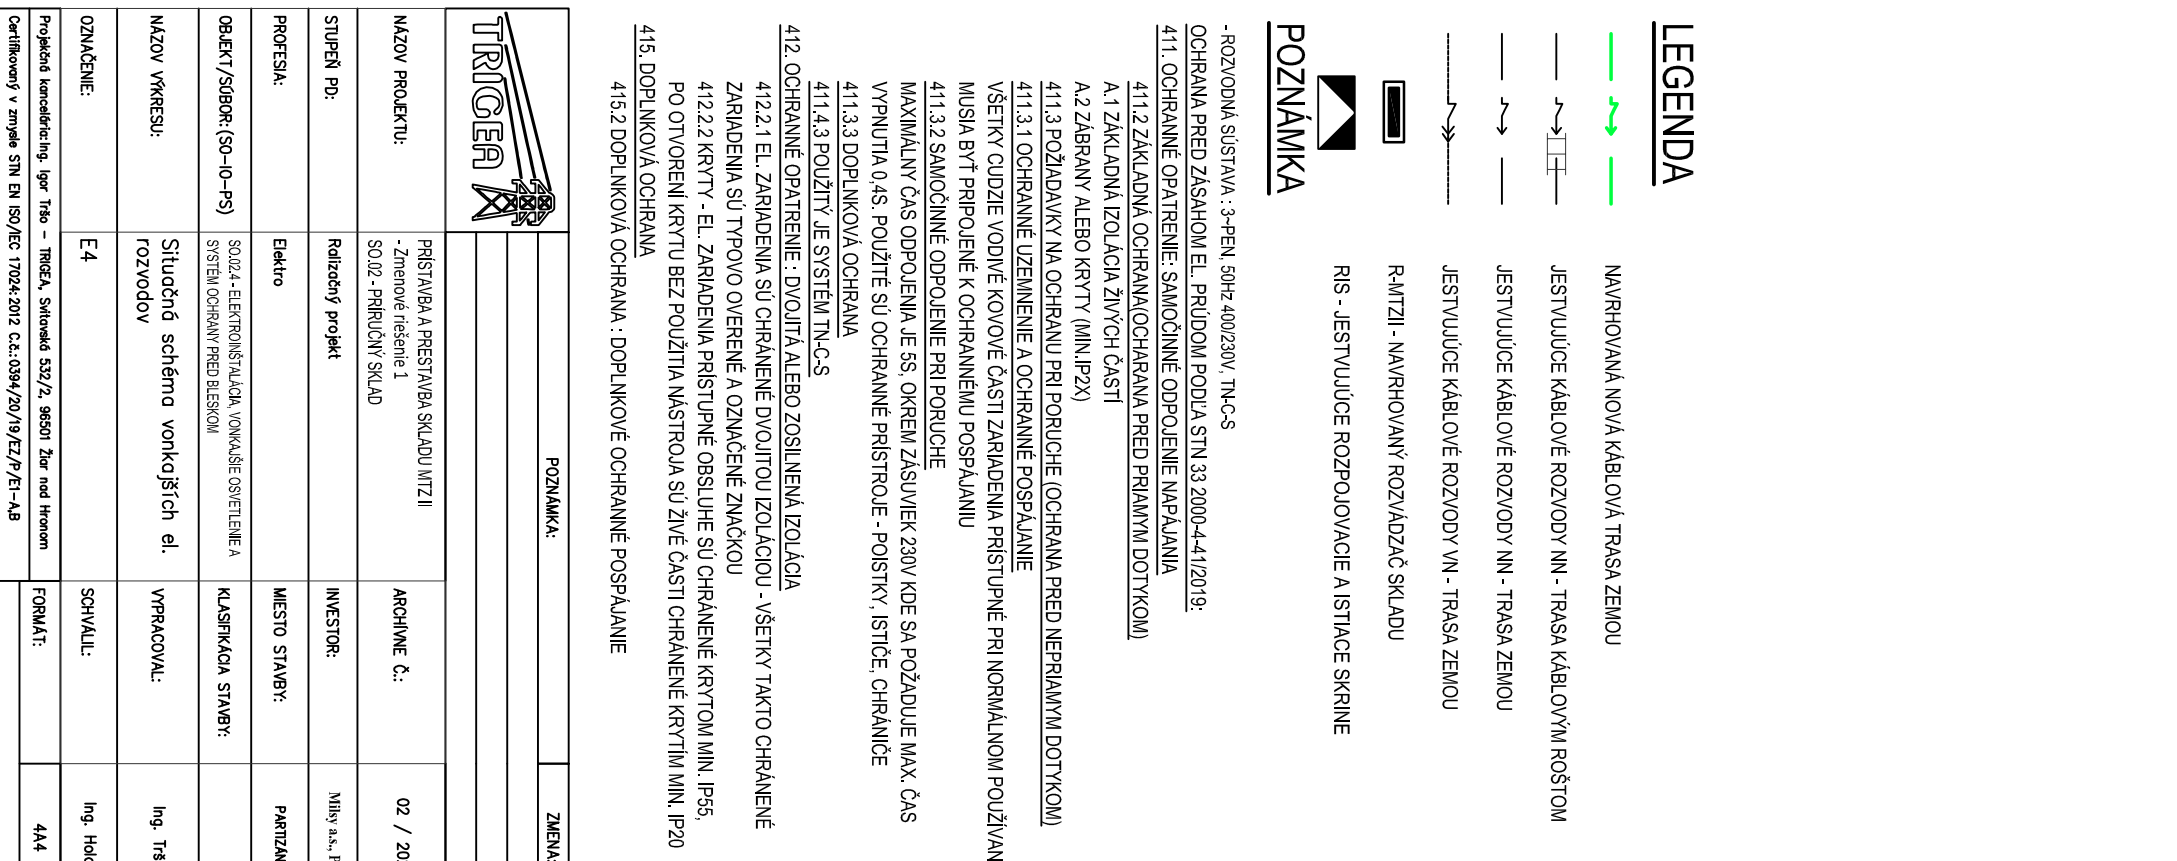 LEGENDA
NAVRHOVANÁ NOVÁ KÁBLOVÁ TRASA ZEMOU
JESTVUJÚCE KÁBLOVÉ ROZVODY NN - TRASA KÁBLOVÝM ROŠTOM
JESTVUJÚCE KÁBLOVÉ ROZVODY NN - TRASA ZEMOU
JESTVUJÚCE KÁBLOVÉ ROZVODY VN - TRASA ZEMOU
R-MTZII - NAVRHOVANÝ ROZVÁDZAČ SKLADU
RIS - JESTVUJÚCE ROZPOJOVACIE A ISTIACE SKRINE
POZNÁMKA
- ROZVODNÁ SÚSTAVA : 3~PEN, 50Hz 400/230V, TN-C-S
OCHRANA PRED ZÁSAHOM EL. PRÚDOM PODĽA STN 33 2000-4-41/2019:
411. OCHRANNÉ OPATRENIE: SAMOČINNÉ ODPOJENIE NAPÁJANIA
411.2 ZÁKLADNÁ OCHRANA(OCHARANA PRED PRIAMYM DOTYKOM)
A.1 ZÁKLADNÁ IZOLÁCIA ŽIVÝCH ČASTÍ
A.2 ZÁBRANY ALEBO KRYTY (MIN.IP2X)
411.3 POŽIADAVKY NA OCHRANU PRI PORUCHE (OCHRANA PRED NEPRIAMYM DOTYKOM)
411.3.1 OCHRANNÉ UZEMNENIE A OCHRANNÉ POSPÁJANIE
VŠETKY CUDZIE VODIVÉ KOVOVÉ ČASTI ZARIADENIA PRÍSTUPNÉ PRI NORMÁLNOM POUŽÍVAN
MUSIA BYŤ PRIPOJENÉ K OCHRANNÉMU POSPÁJANIU
411.3.2 SAMOČINNÉ ODPOJENIE PRI PORUCHE
MAXIMÁLNY ČAS ODPOJENIA JE 5S, OKREM ZÁSUVIEK 230V KDE SA POŽADUJE MAX. ČAS
VYPNUTIA 0,4S. POUŽITÉ SÚ OCHRANNÉ PRÍSTROJE - POISTKY, ISTIČE, CHRÁNIČE
411.3.3 DOPLNKOVÁ OCHRANA
411.4.3 POUŽITÝ JE SYSTÉM TN-C-S
412. OCHRANNÉ OPATRENIE : DVOJITÁ ALEBO ZOSILNENÁ IZOLÁCIA
412.2.1 EL. ZARIADENIA SÚ CHRÁNENÉ DVOJITOU IZOLÁCIOU - VŠETKY TAKTO CHRÁNENÉ
ZARIADENIA SÚ TYPOVO OVERENÉ A OZNAČENÉ ZNAČKOU
412.2.2 KRYTY - EL. ZARIADENIA PRÍSTUPNÉ OBSLUHE SÚ CHRÁNENÉ KRYTOM MIN. IP55,
PO OTVORENÍ KRYTU BEZ POUŽITIA NÁSTROJA SÚ ŽIVÉ ČASTI CHRÁNENÉ KRYTÍM MIN. IP20
415. DOPLNKOVÁ OCHRANA
415.2 DOPLNKOVÁ OCHRANA : DOPLNKOVÉ OCHRANNÉ POSPÁJANIE
POZNÁMKA:
ZMENA:
TRIGEA
NÁZOV PROJEKTU:
PRÍSTAVBA A PRESTAVBA SKLADU MTZ II
- Zmenové riešenie 1
SO.02 - PRÍRUČNÝ SKLAD
ARCHÍVNE Č.:
02 / 20
STUPEŇ PD:
Ralizačný projekt
INVESTOR:
Milsy a.s.,
PROFESIA:
Elektro
MIESTO STAVBY:
PARTIZÁN
OBJEKT/SÚBOR:(SO-IO-PS)
SO.02.4 - ELEKTROINŠTALÁCIA, VONKAJŠIE OSVETLENIE A
SYSTÉM OCHRANY PRED BLESKOM
KLASIFIKÁCIA STAVBY:
NÁZOV VÝKRESU:
Situačná schéma vonkajších el.
rozvodov
VYPRACOVAL:
Ing. Trš
OZNAČENIE:
E4
SCHVÁLIL:
Ing. Holo
Projekčná kancelária:Ing. Igor Tršo - TRIGEA, Svitavská 532/2, 96501 Žiar nad Hronom
FORMÁT:
4A4
Certifikovaný v zmysle STN EN ISO/IEC 17024:2012 C.č.:0394/20/19/EZ/P/E1-A,B